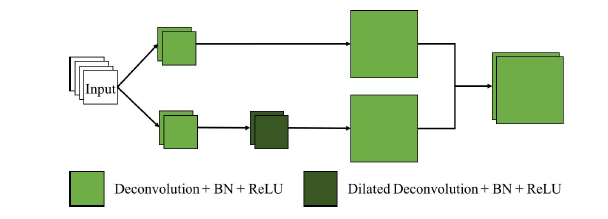 Input
Deconvolution + BN + ReLU
Dilated Deconvolution + BN + ReLU